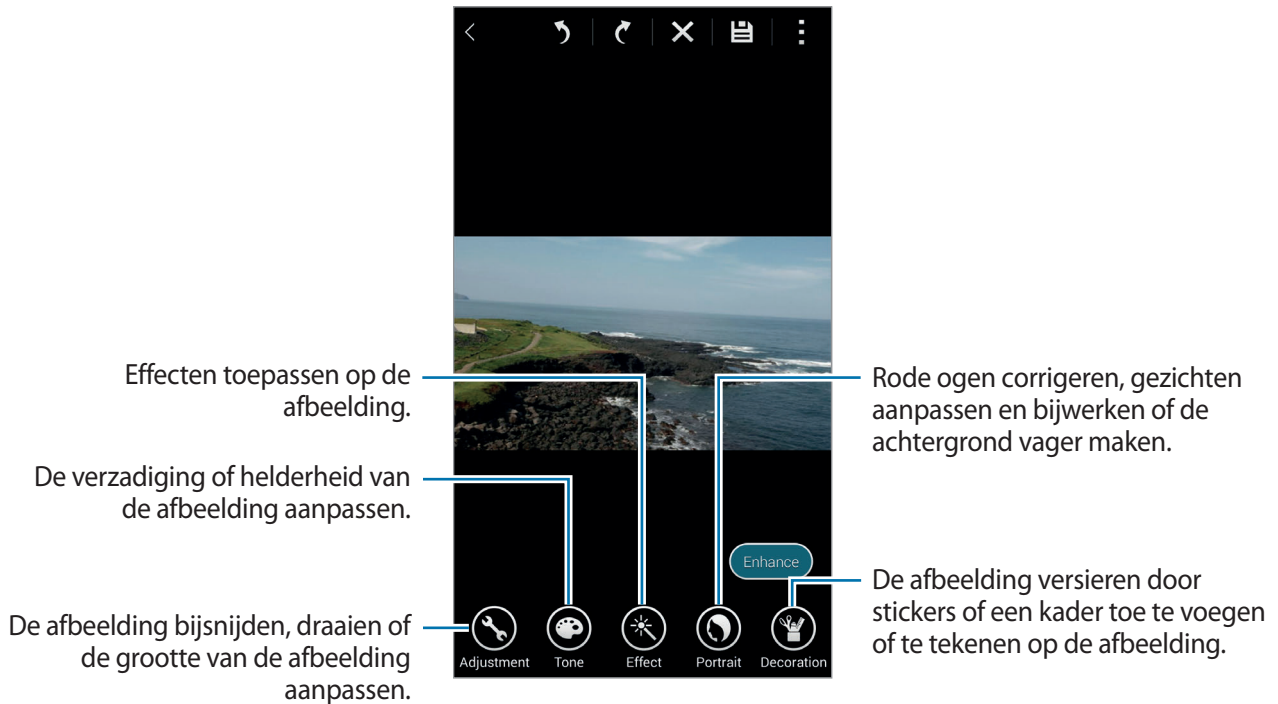 Effecten toepassen op de
afbeelding.
De verzadiging of helderheid van
de afbeelding aanpassen.
De afbeelding bijsnijden, draaien of
de grootte van de afbeelding
aanpassen.
Enhance
Adjustment Tone Effect Portrait Decoration
Rode ogen corrigeren, gezichten
aanpassen en bijwerken of de
achtergrond vager maken.
De afbeelding versieren door
stickers of een kader toe te voegen
of te tekenen op de afbeelding.